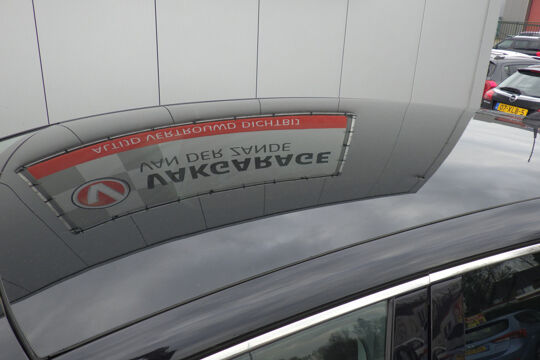 VAKGARAGE
VAN DER ZANDE
ALTIJD VERTROUWD DICHTBIJ